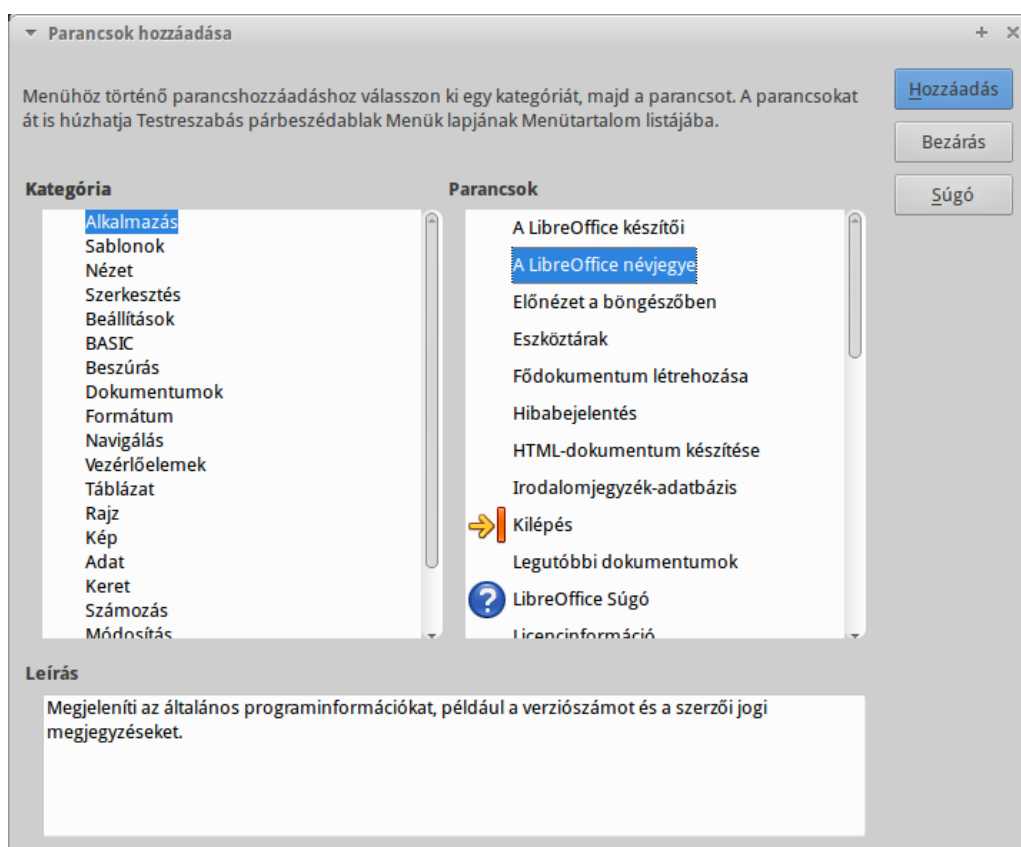 Parancsok hozzáadása
Menühöz történő parancshozzáadáshoz válasszon ki egy kategóriát, majd a parancsot. A parancsokat
át is húzhatja Testreszabás párbeszédablak Menük lapjának Menütartalom listájába.
Hozzáadás
Bezárás
Súgó
Kategória
Alkalmazás
Sablonok
Nézet
Szerkesztés
Beállítások
BASIC
Beszúrás
Dokumentumok
Formátum
Navigálás
Vezérlőelemek
Táblázat
Rajz
Kép
Adat
Keret
Számozás
Módosítás
Parancsok
A LibreOffice készítői
A LibreOffice névjegye
Előnézet a böngészőben
Eszköztárak
Fődokumentum létrehozása
Hibabejelentés
HTML-dokumentum készítése
Irodalomjegyzék-adatbázis
Kilépés
Legutóbbi dokumentumok
LibreOffice Súgó
Licencinformáció
Leírás
Megjeleníti az általános programinformációkat, például a verziószámot és a szerzői jogi
megjegyzéseket.